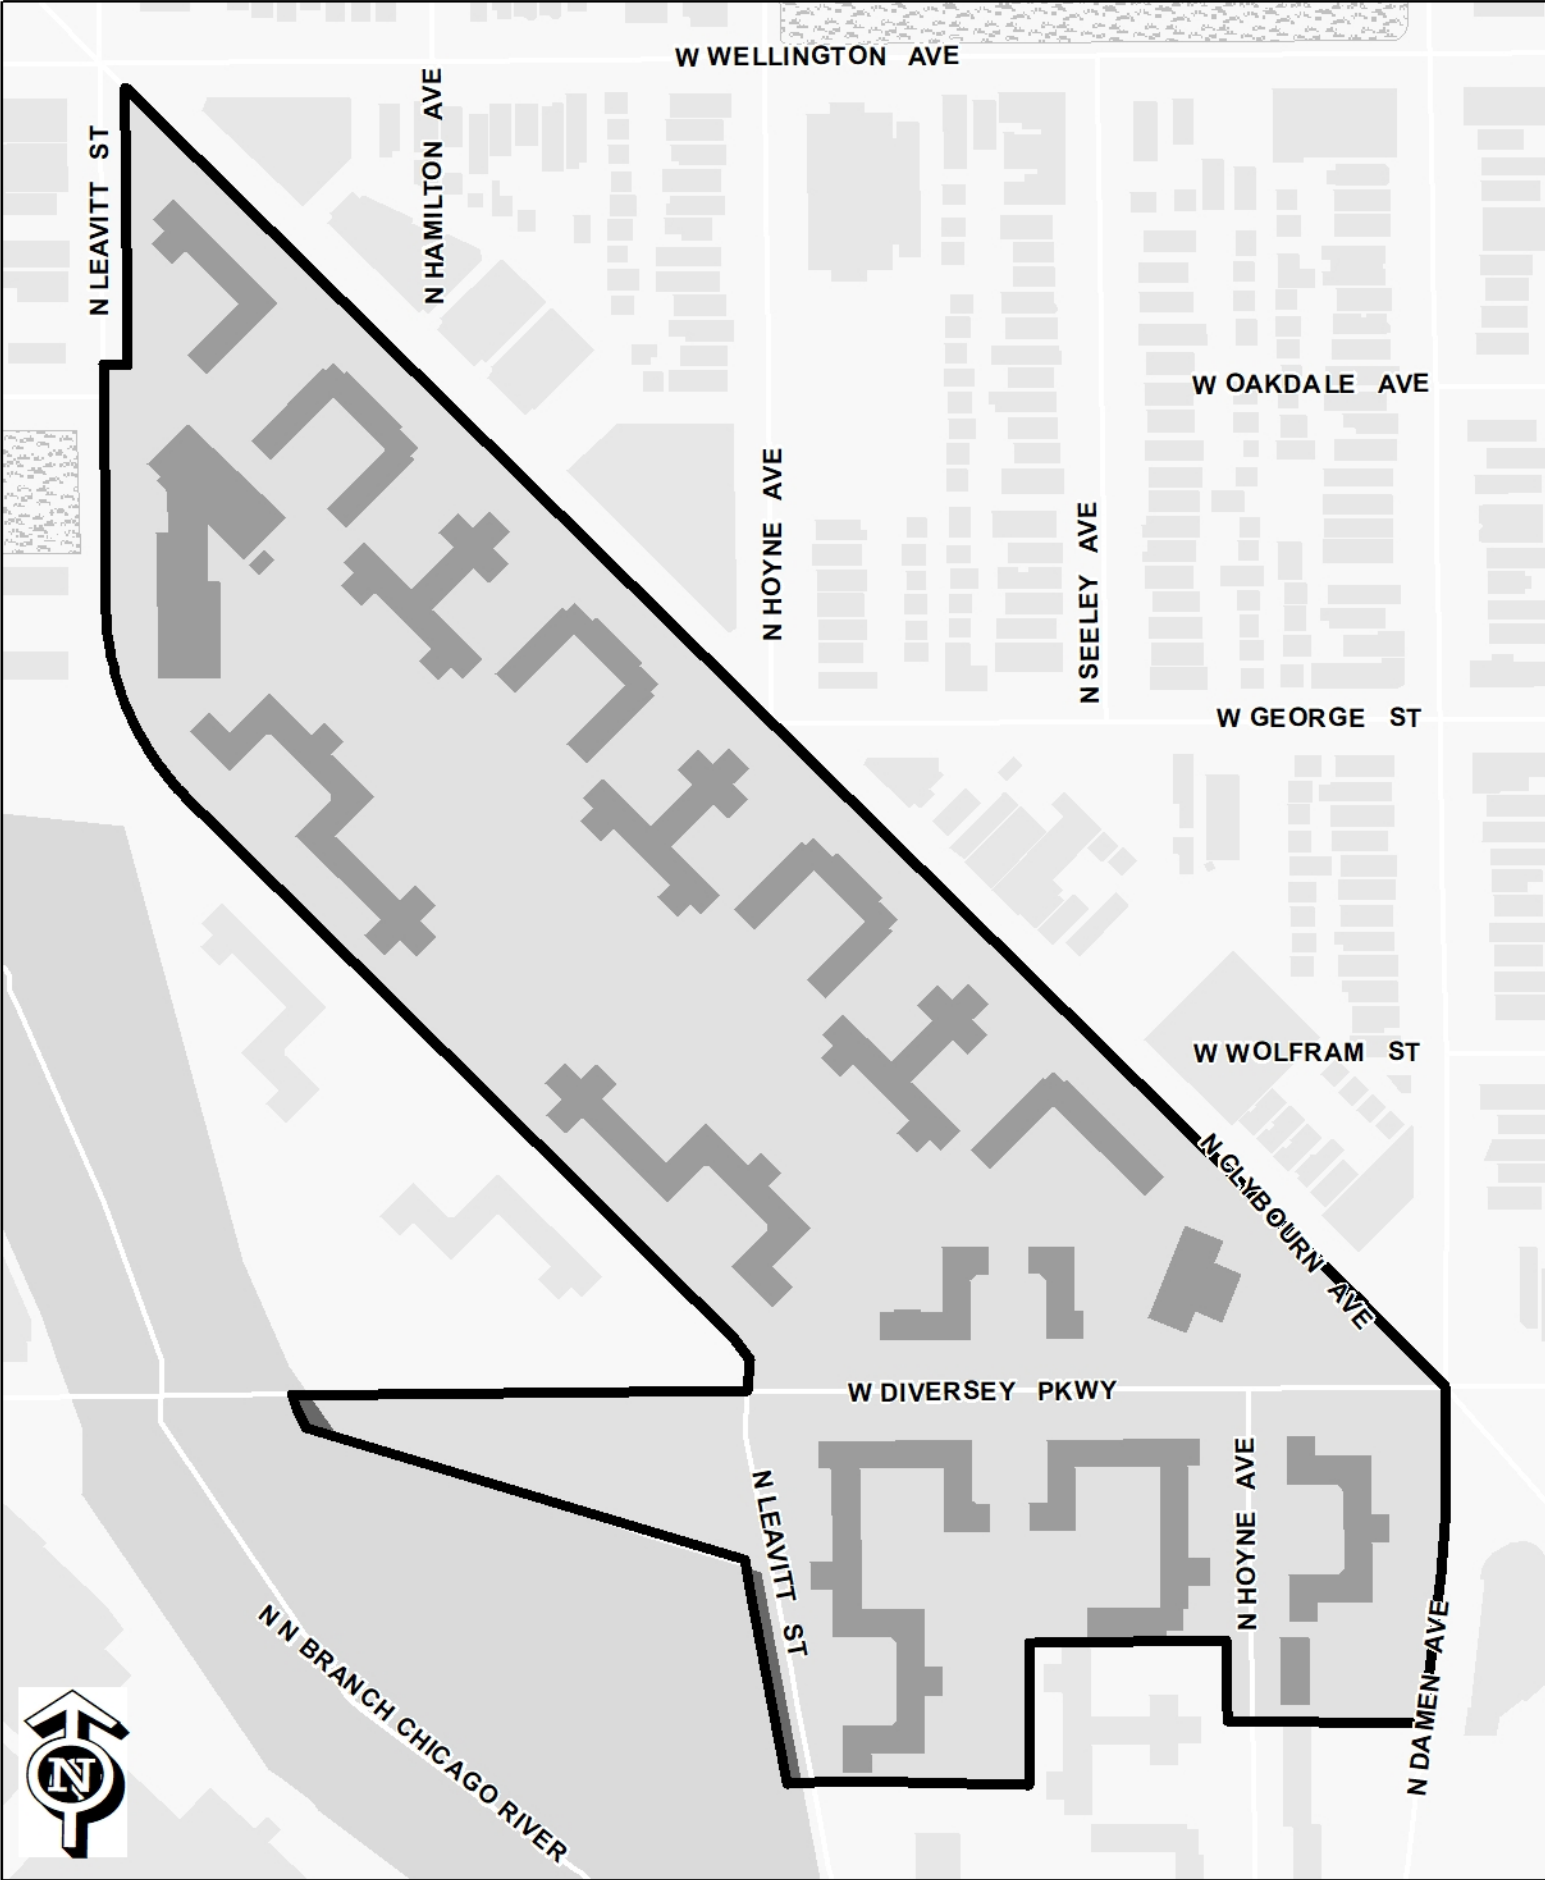 W WELLINGTON AVE
N LEAVITT ST
N HAMILTON AVE
W OAKDALE AVE
N HOYNE AVE
N SEELEY AVE
W GEORGE ST
W WOLFRAM ST
N CLYBOURN AVE
W DIVERSEY PKWY
N LEAVITT ST
N HOYNE AVE
N DAMEN AVE
N N BRANCH CHICAGO RIVER
N